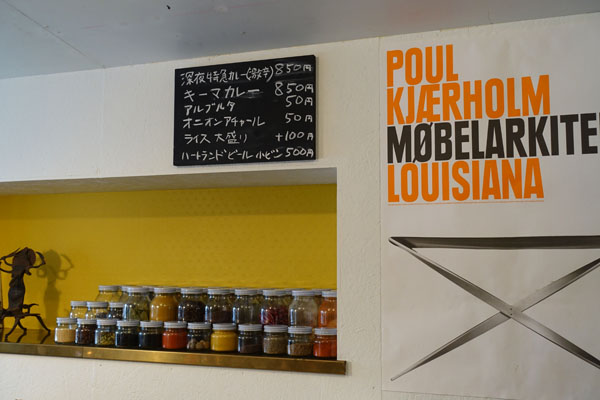 深夜特急カレー(激辛) 850円
キーマカレー 850円
アルブルタ 50円
オニオンアチャール 50円
ライス大盛り +100円
ハートランドビール小ビン 500円
POUL
KJÆRHOLM
MØBELARKITE
LOUISIANA